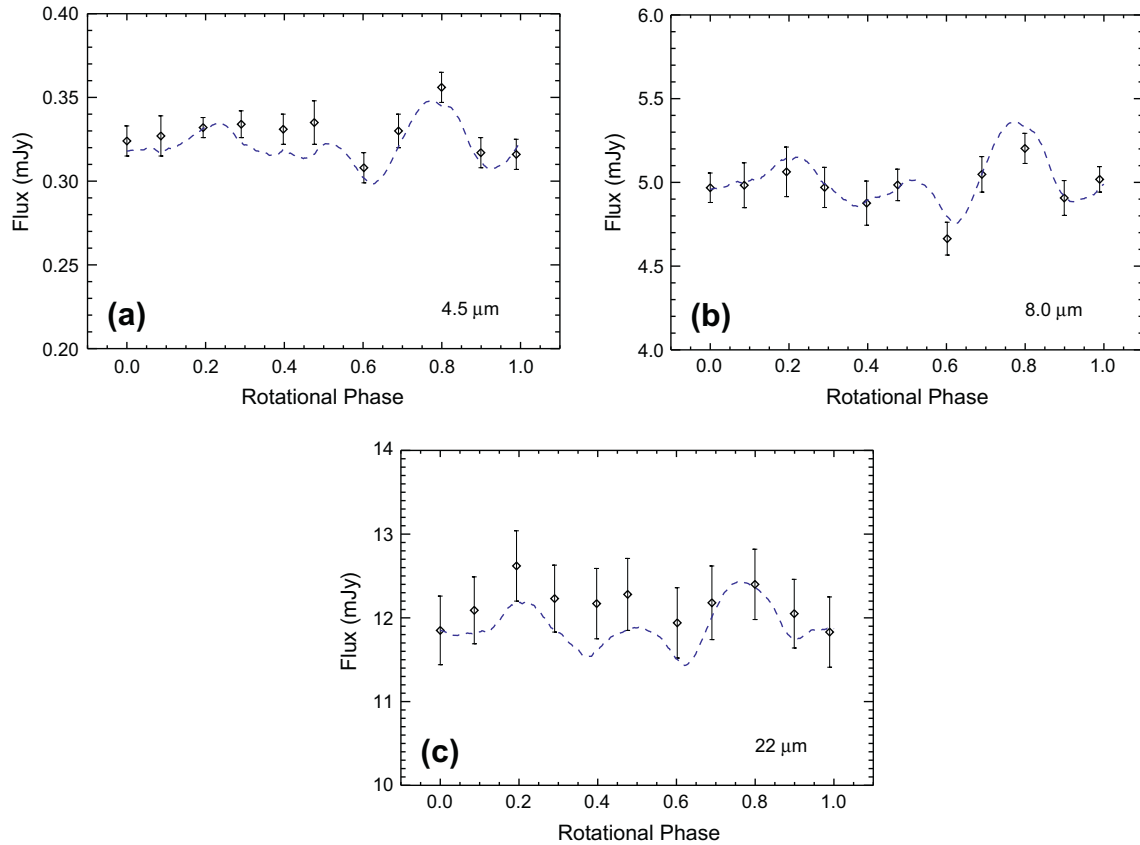 0.40
0.35
0.30
0.25
0.20
Flux (mJy)
0.0 0.2 0.4 0.6 0.8 1.0
Rotational Phase
(a)
4.5 μm
6.0
5.5
5.0
4.5
4.0
Flux (mJy)
0.0 0.2 0.4 0.6 0.8 1.0
Rotational Phase
(b)
8.0 μm
14
13
12
11
10
Flux (mJy)
0.0 0.2 0.4 0.6 0.8 1.0
Rotational Phase
(c)
22 μm